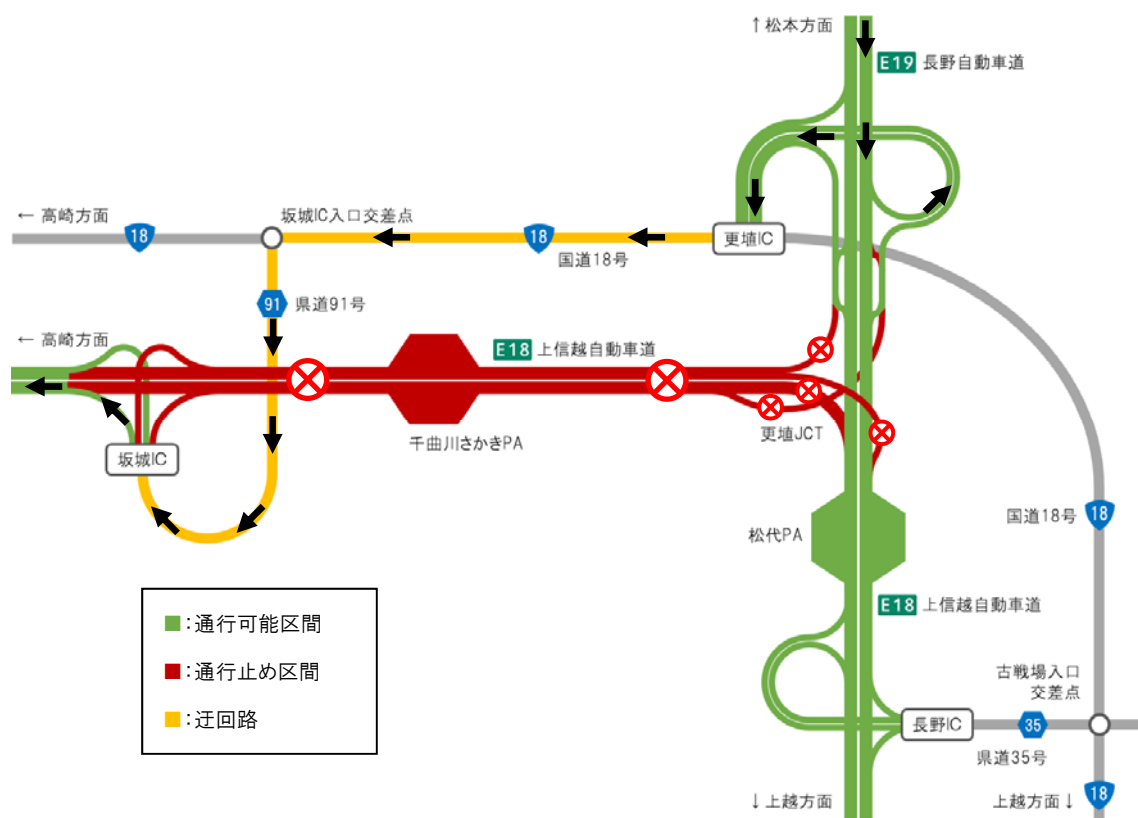 ↑松本方面
E19 長野自動車道
← 高崎方面
18
坂城IC入口交差点
18
国道18号
更埴IC
91 県道91号
← 高崎方面
E18 上信越自動車道
千曲川さかきPA
更埴JCT
坂城IC
国道18号
18
松代PA
■:通行可能区間
■:通行止め区間
■:迂回路
E18 上信越自動車道
古戦場入口
交差点
長野IC
35
県道35号
↓上越方面
上越方面↓
18